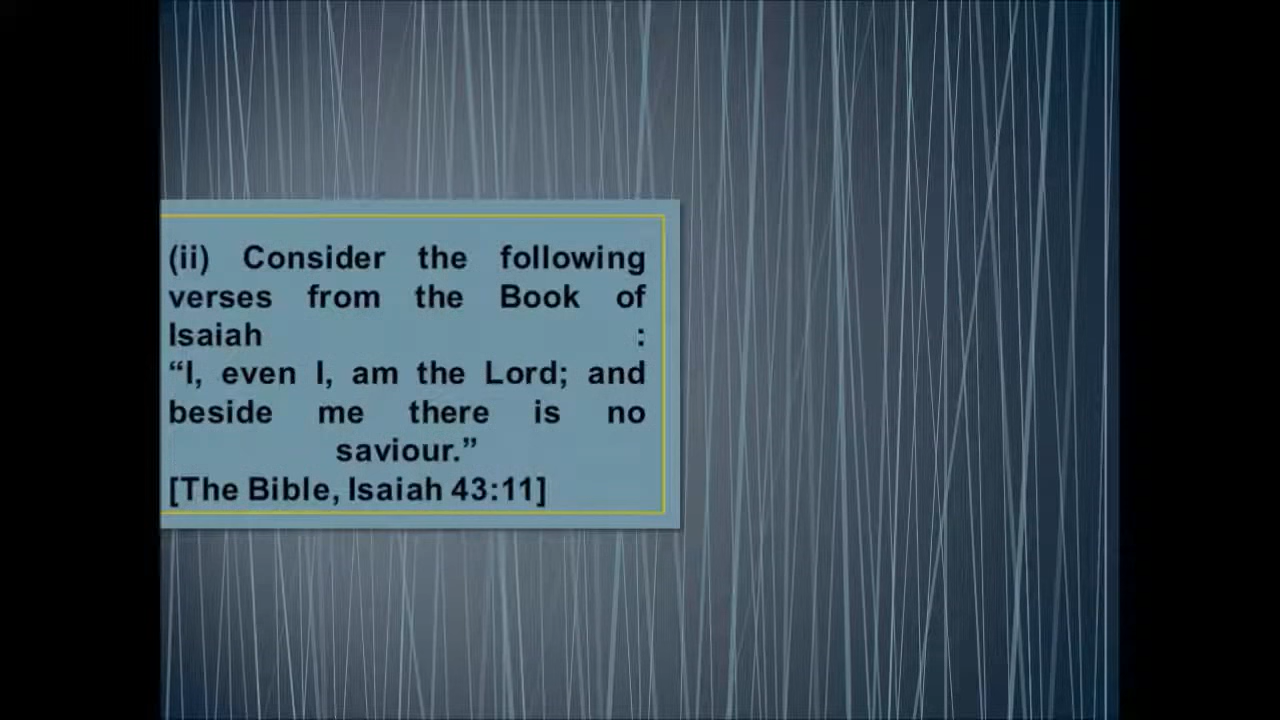 (ii) Consider the following
verses from the Book of
Isaiah :
“I, even I, am the Lord; and
beside me there is no
saviour.”
[The Bible, Isaiah 43:11]